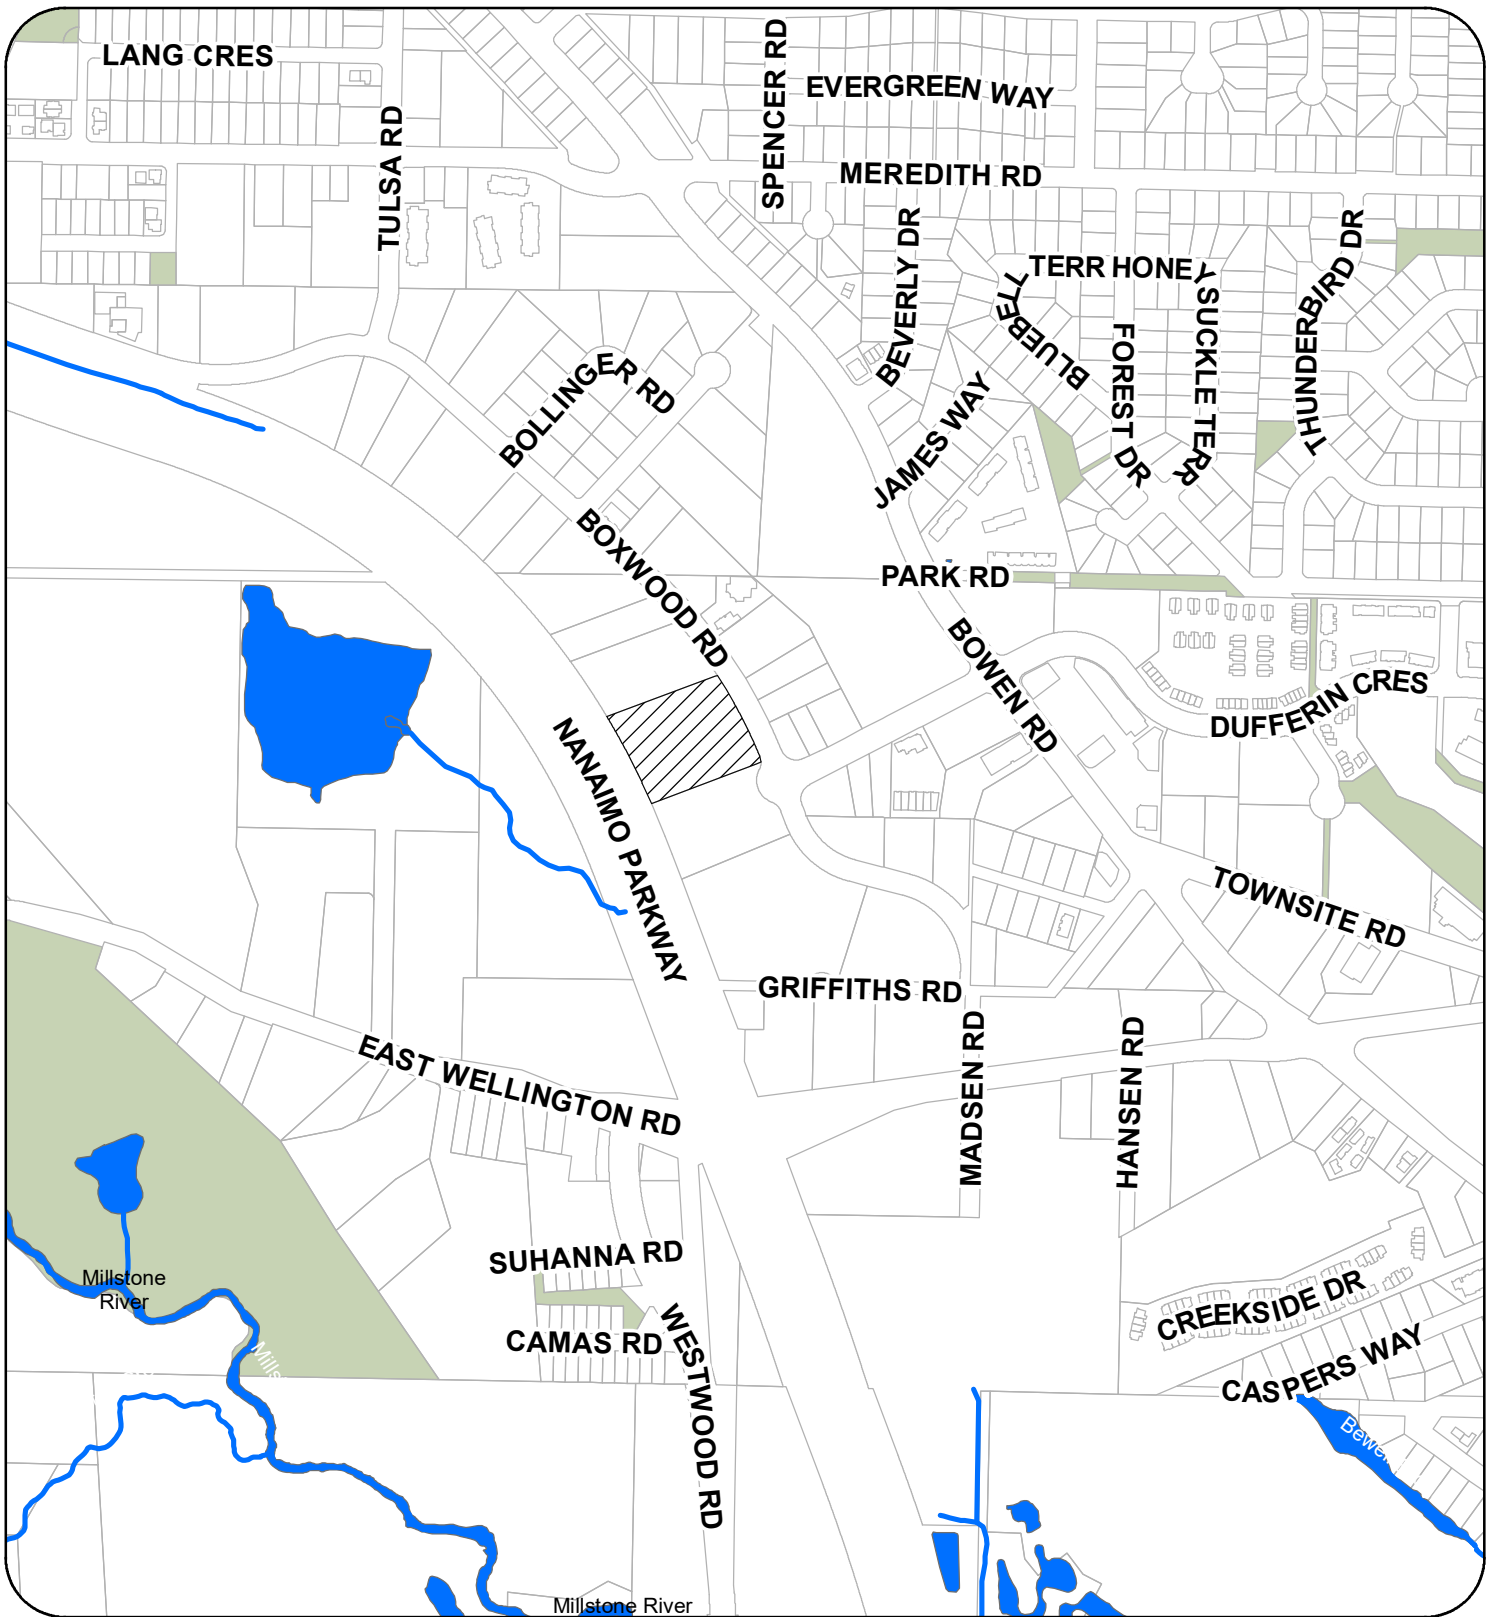 LANG CRES
SPENCER RD
EVERGREEN WAY
TULSA RD
MEREDITH RD
BEVERLY DR
TERR HONEYSUCKLE TERR
THUNDERBIRD DR
BLUEBELL
FOREST DR
BOLLINGER RD
JAMES WAY
BOXWOOD RD
PARK RD
BOWEN RD
DUFFERIN CRES
NANAIMO PARKWAY
TOWNSITE RD
GRIFFITHS RD
EAST WELLINGTON RD
MADSEN RD
HANSEN RD
SUHANNA RD
Millstone
River
CREEKSIDE DR
CAMAS RD
WESTWOOD RD
CASPERS WAY
Millstone River